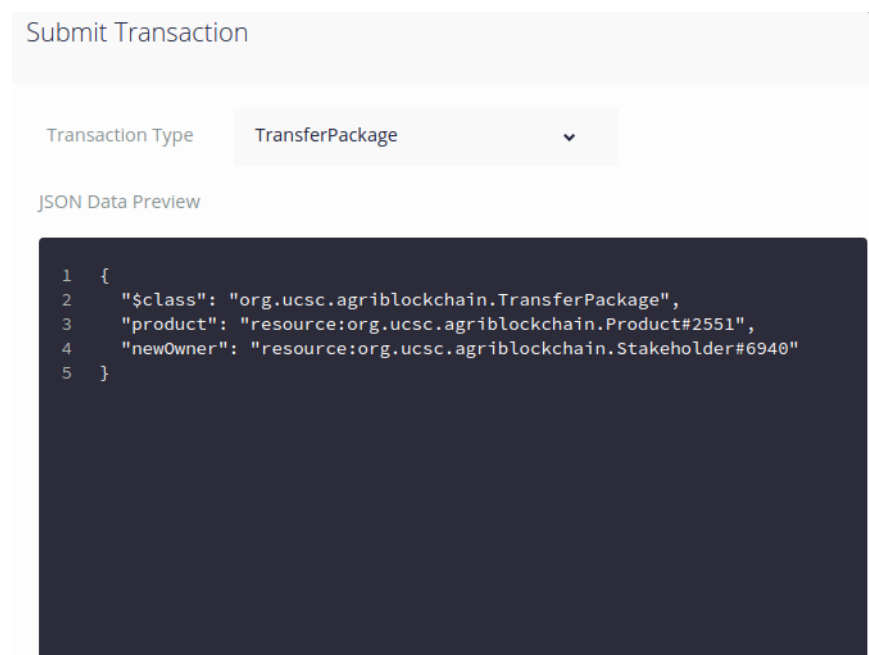 Submit Transaction
Transaction Type TransferPackage
JSON Data Preview
1 {
2 "$class": "org.ucsc.agriblockchain.TransferPackage",
3 "product": "resource:org.ucsc.agriblockchain.Product#2551",
4 "newOwner": "resource:org.ucsc.agriblockchain.Stakeholder#6940"
5 }